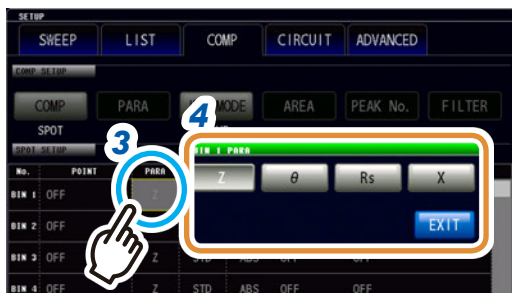 SETUP
SWEEP LIST COMP CIRCUIT ADVANCED
COMP SETUP
COMP PARA MODE AREA PEAK No. FILTER
SPOT
SPOT SETUP
3
4
No. POINT PARA
BIN 1 PARA
Z θ Rs X
EXIT
BIN 1 OFF Z
BIN 2 OFF
BIN 3 OFF Z STD ABS OFF OFF
BIN 4 OFF Z STD ABS OFF OFF